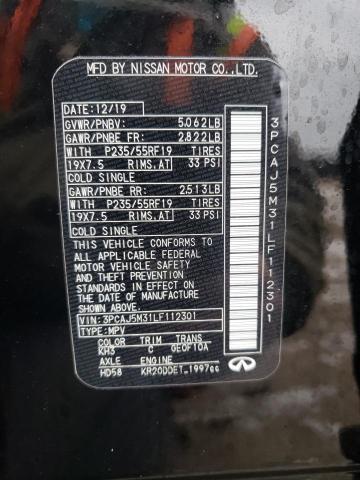 MFD BY NISSAN MOTOR CO.,LTD.
DATE: 12/19
GVWR/PNBV: 5062LB
GAWR/PNBE FR: 2822LB
WITH P235/55RF19 TIRES
19X7.5 RIMS,AT 33 PSI
COLD SINGLE
GAWR/PNBE RR: 2513LB
WITH P235/55RF19 TIRES
19X7.5 RIMS,AT 33 PSI
COLD SINGLE
THIS VEHICLE CONFORMS TO
ALL APPLICABLE FEDERAL
MOTOR VEHICLE SAFETY AND
THEFT PREVENTION
STANDARDS IN EFFECT ON
THE DATE OF MANUFACTURE
SHOWN ABOVE.
VIN: 3PCAJ5M31LF112301
TYPE: MPV
COLOR TRIM TRANS
KH3 C GE0F10A
AXLE ENGINE
HD58 KR20DDET 1997cc
3PCAJ5M31LF112301